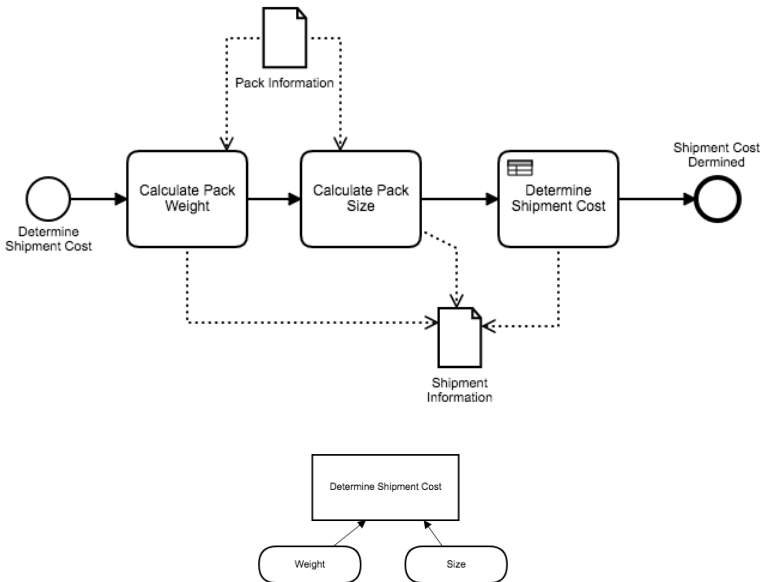 Pack Information
Shipment Cost
Dermined
Calculate Pack
Weight
Calculate Pack
Size
Determine
Shipment Cost
Determine
Shipment Cost
Shipment
Information
Determine Shipment Cost
Weight
Size